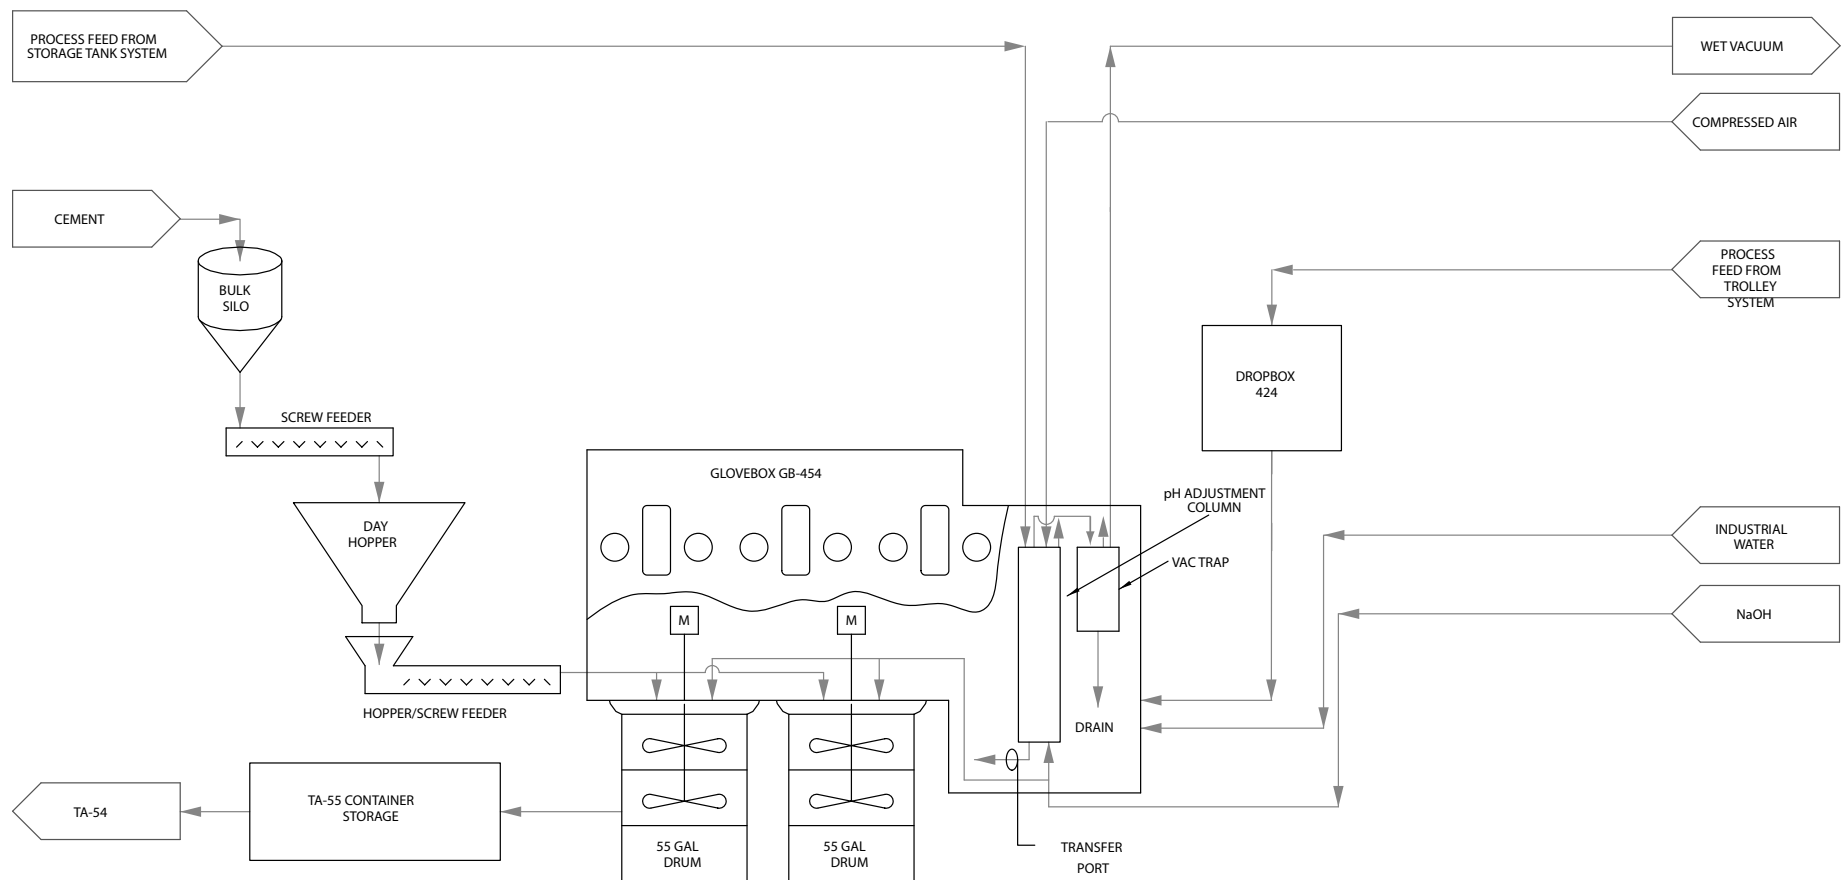 PROCESS FEED FROM
STORAGE TANK SYSTEM
WET VACUUM
COMPRESSED AIR
CEMENT
PROCESS
FEED FROM
TROLLEY
SYSTEM
BULK
SILO
DROPBOX
424
SCREW FEEDER
GLOVEBOX GB-454
pH ADJUSTMENT
COLUMN
DAY
HOPPER
INDUSTRIAL
WATER
VAC TRAP
M
M
NaOH
HOPPER/SCREW FEEDER
DRAIN
TA-54
TA-55 CONTAINER
STORAGE
55 GAL
DRUM
55 GAL
DRUM
TRANSFER
PORT